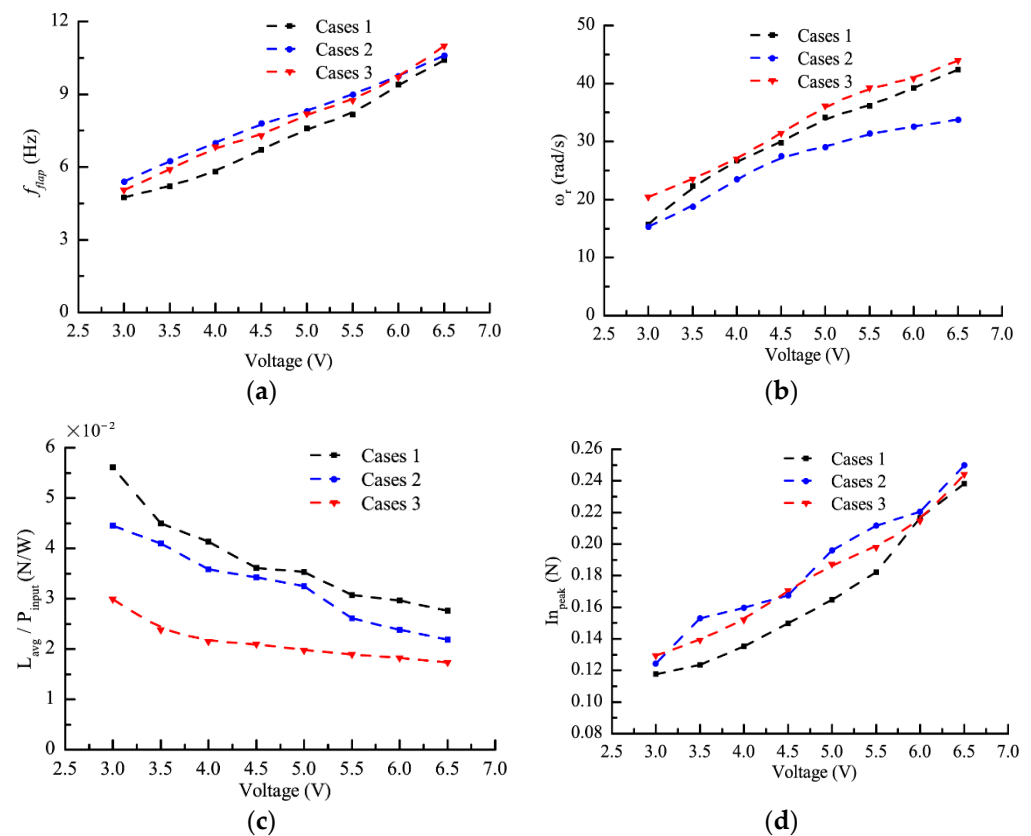 12
9
6
3
0
f_flap (Hz)
Cases 1
Cases 2
Cases 3
2.5 3.0 3.5 4.0 4.5 5.0 5.5 6.0 6.5 7.0
Voltage (V)
(a)
50
40
30
20
10
0
ω_r (rad/s)
Cases 1
Cases 2
Cases 3
2.5 3.0 3.5 4.0 4.5 5.0 5.5 6.0 6.5 7.0
Voltage (V)
(b)
×10⁻²
6
5
4
3
2
1
0
L_avg / P_input (N/W)
Cases 1
Cases 2
Cases 3
2.5 3.0 3.5 4.0 4.5 5.0 5.5 6.0 6.5 7.0
Voltage (V)
(c)
0.26
0.24
0.22
0.20
0.18
0.16
0.14
0.12
0.10
0.08
In_peak (N)
Cases 1
Cases 2
Cases 3
2.5 3.0 3.5 4.0 4.5 5.0 5.5 6.0 6.5 7.0
Voltage (V)
(d)